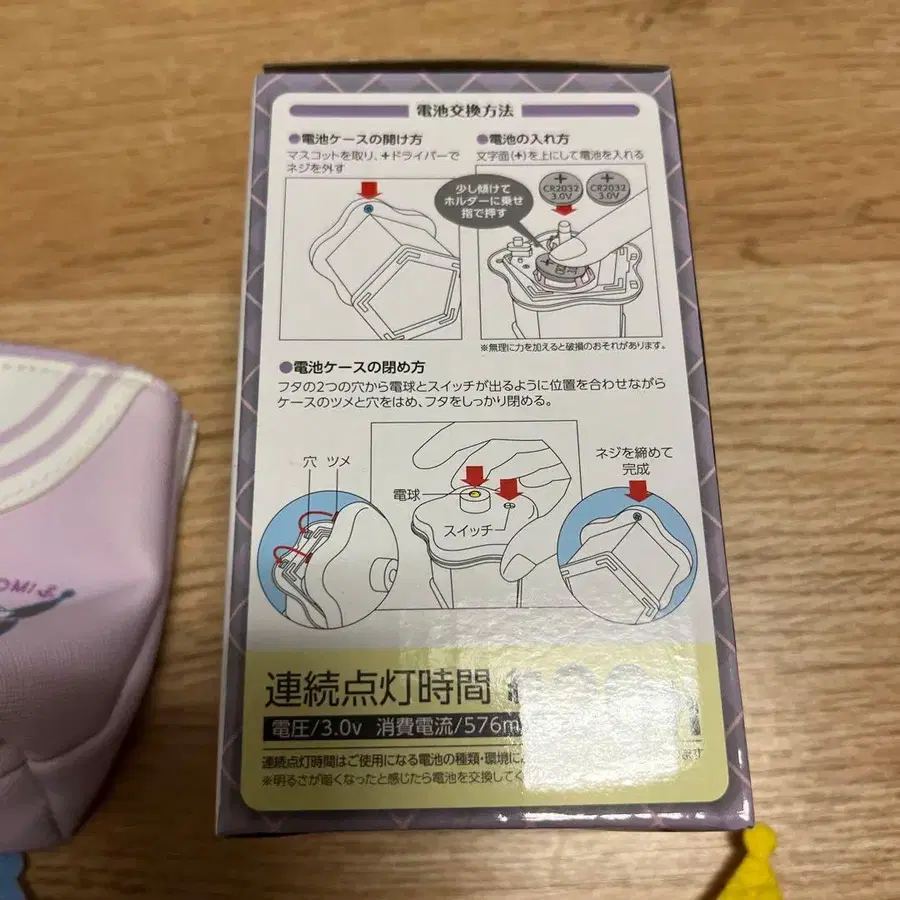 電池交換方法
●電池ケースの開け方
マスコットを取り、+ドライバーで
ネジを外す
●電池の入れ方
文字面(+)を上にして電池を入れる
少し傾けて
ホルダーに乗せ
指で押す
+
CR2032
3.0V
+
CR2032
3.0V
※無理に力を加えると破損のおそれがあります。
●電池ケースの閉め方
フタの2つの穴から電球とスイッチが出るように位置を合わせながら
ケースのツメと穴をはめ、フタをしっかり閉める。
穴 ツメ
電球
スイッチ
ネジを締めて
完成
連続点灯時間
電圧/3.0v 消費電流/576m
連続点灯時間はご使用になる電池の種類・環境に
※明るさが暗くなったと感じたら電池を交換してく
OMI